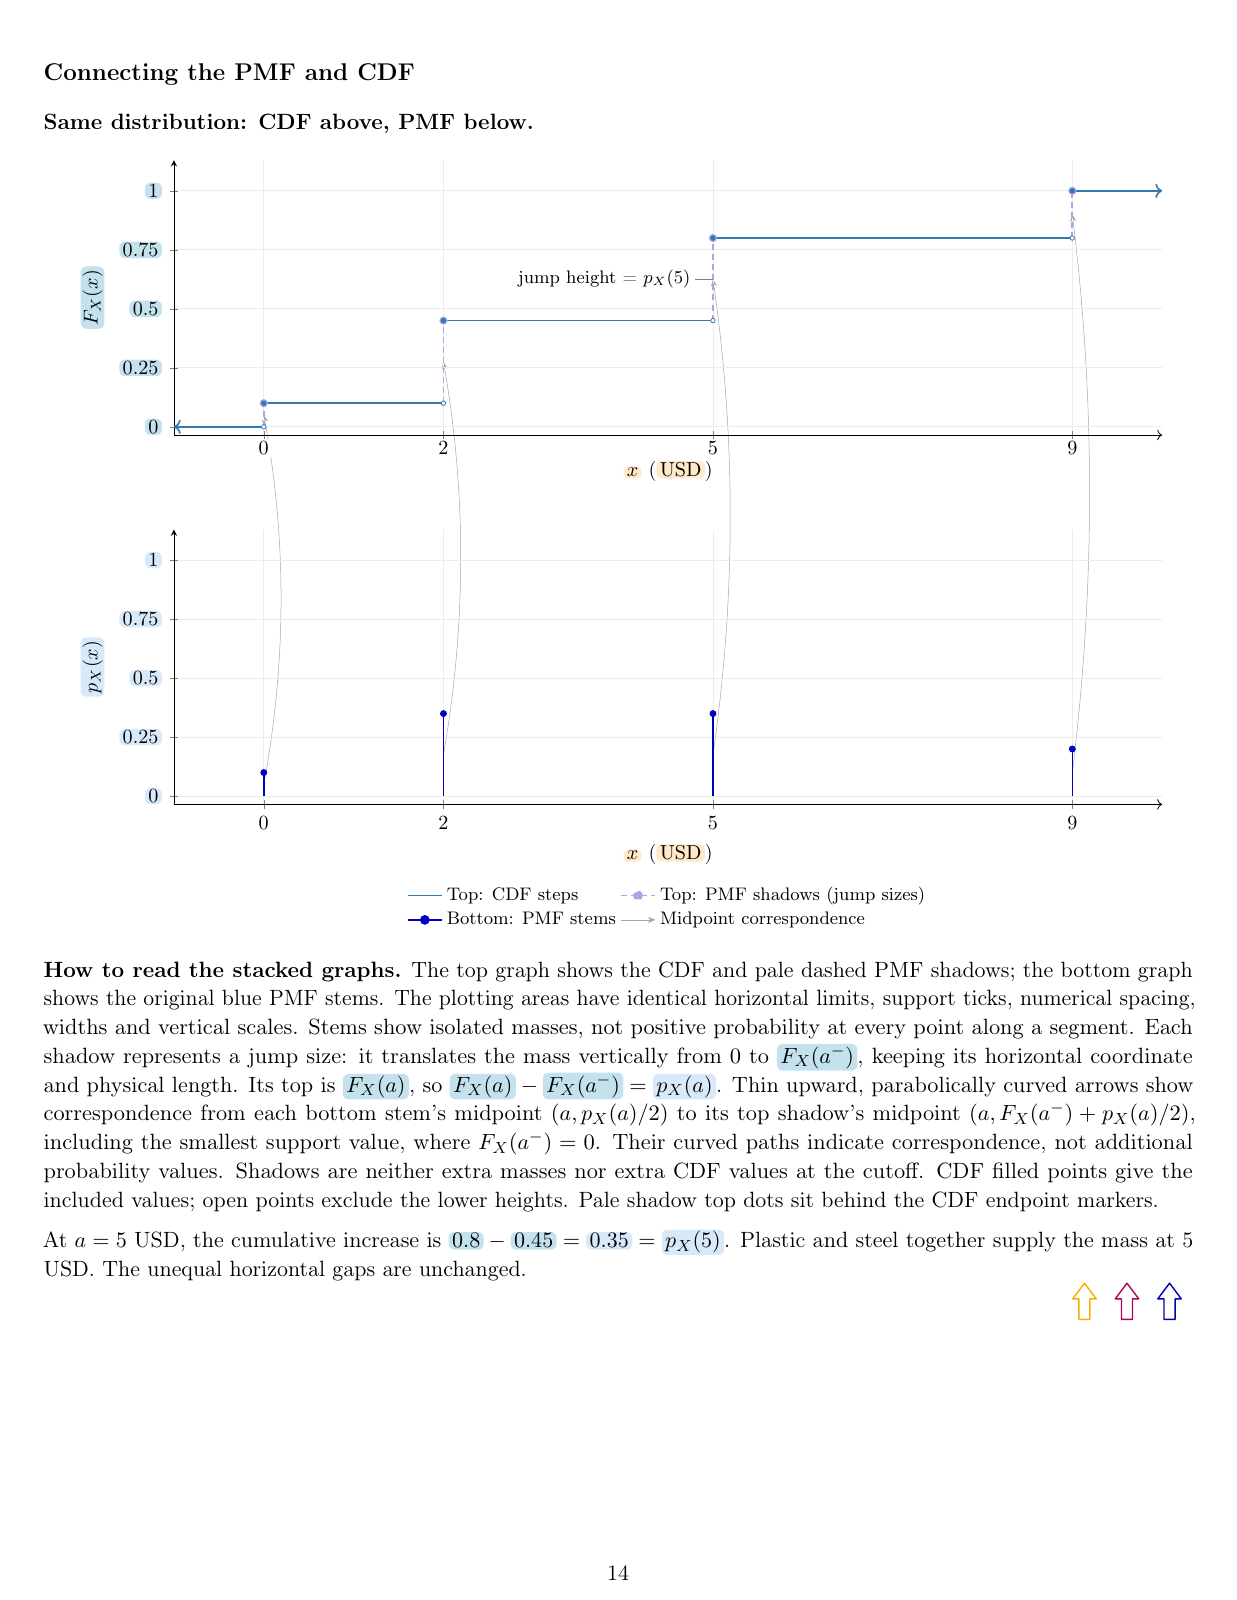 Connecting the PMF and CDF
Same distribution: CDF above, PMF below.
1
0.75
0.5
0.25
0
F_X(x)
jump height = p_X(5)
0 2 5 9
x (USD)
1
0.75
0.5
0.25
0
p_X(x)
0 2 5 9
x (USD)
Top: CDF steps Top: PMF shadows (jump sizes)
Bottom: PMF stems Midpoint correspondence
How to read the stacked graphs. The top graph shows the CDF and pale dashed PMF shadows; the bottom graph
shows the original blue PMF stems. The plotting areas have identical horizontal limits, support ticks, numerical spacing,
widths and vertical scales. Stems show isolated masses, not positive probability at every point along a segment. Each
shadow represents a jump size: it translates the mass vertically from 0 to F_X(a⁻), keeping its horizontal coordinate
and physical length. Its top is F_X(a), so F_X(a) − F_X(a⁻) = p_X(a). Thin upward, parabolically curved arrows show
correspondence from each bottom stem's midpoint (a, p_X(a)/2) to its top shadow's midpoint (a, F_X(a⁻) + p_X(a)/2),
including the smallest support value, where F_X(a⁻) = 0. Their curved paths indicate correspondence, not additional
probability values. Shadows are neither extra masses nor extra CDF values at the cutoff. CDF filled points give the
included values; open points exclude the lower heights. Pale shadow top dots sit behind the CDF endpoint markers.
At a = 5 USD, the cumulative increase is 0.8 − 0.45 = 0.35 = p_X(5). Plastic and steel together supply the mass at 5
USD. The unequal horizontal gaps are unchanged.
14